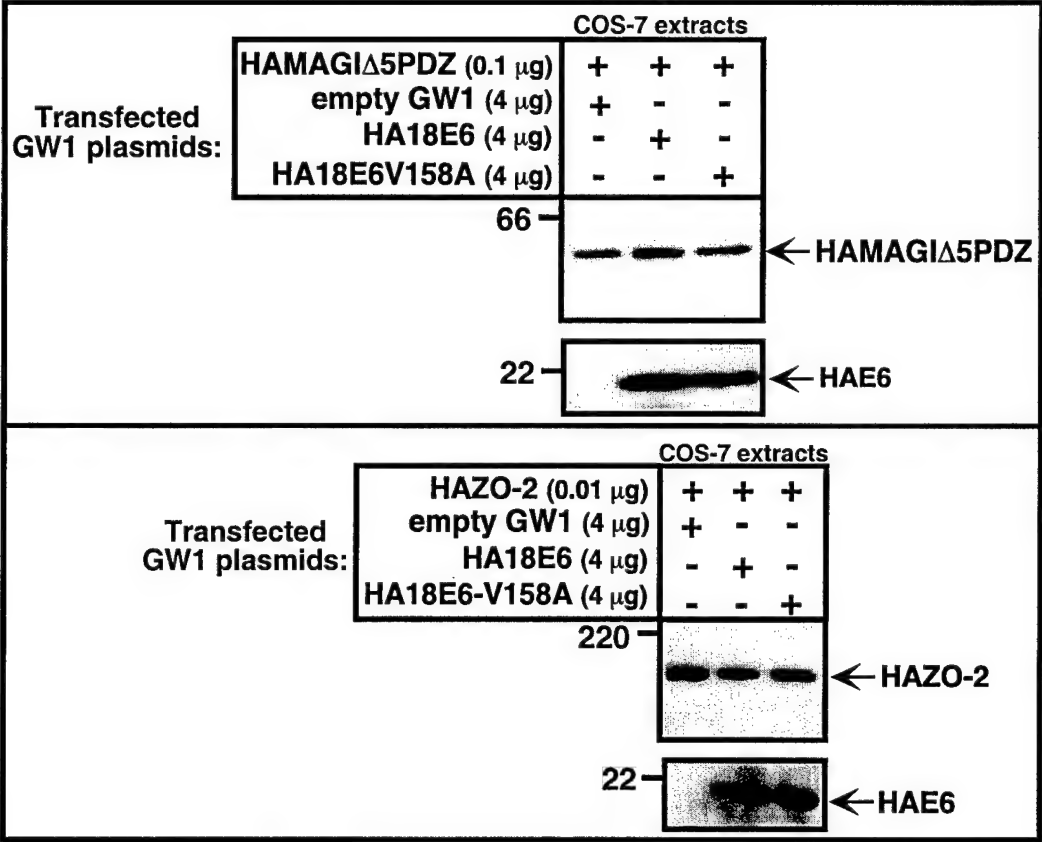 COS-7 extracts
HAMAGIΔ5PDZ (0.1 µg) + + +
empty GW1 (4 µg) + - -
HA18E6 (4 µg) - + -
HA18E6V158A (4 µg) - - +
Transfected
GW1 plasmids:
66
HAMAGIΔ5PDZ
22
HAE6
COS-7 extracts
HAZO-2 (0.01 µg) + + +
empty GW1 (4 µg) + - -
HA18E6 (4 µg) - + -
HA18E6-V158A (4 µg) - - +
Transfected
GW1 plasmids:
220
HAZO-2
22
HAE6